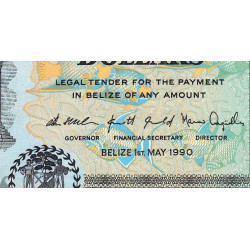 DOLLARS
LEGAL TENDER FOR THE PAYMENT
IN BELIZE OF ANY AMOUNT
GOVERNOR FINANCIAL SECRETARY DIRECTOR
BELIZE 1ST MAY 1990